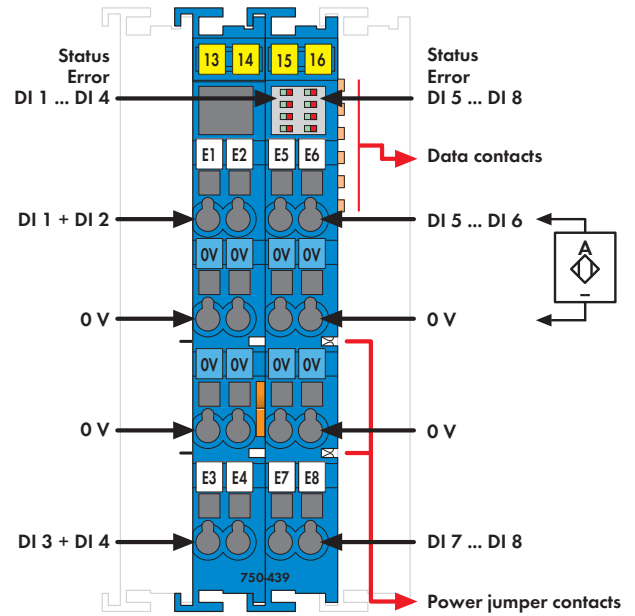 13 14 15 16
Status
Error
DI 1 ... DI 4
Status
Error
DI 5 ... DI 8
Data contacts
E1 E2 E5 E6
DI 1 + DI 2
DI 5 ... DI 6
A
0V 0V 0V 0V
0 V
0 V
0V 0V 0V 0V
0 V
0 V
E3 E4 E7 E8
DI 3 + DI 4
DI 7 ... DI 8
750-439
Power jumper contacts